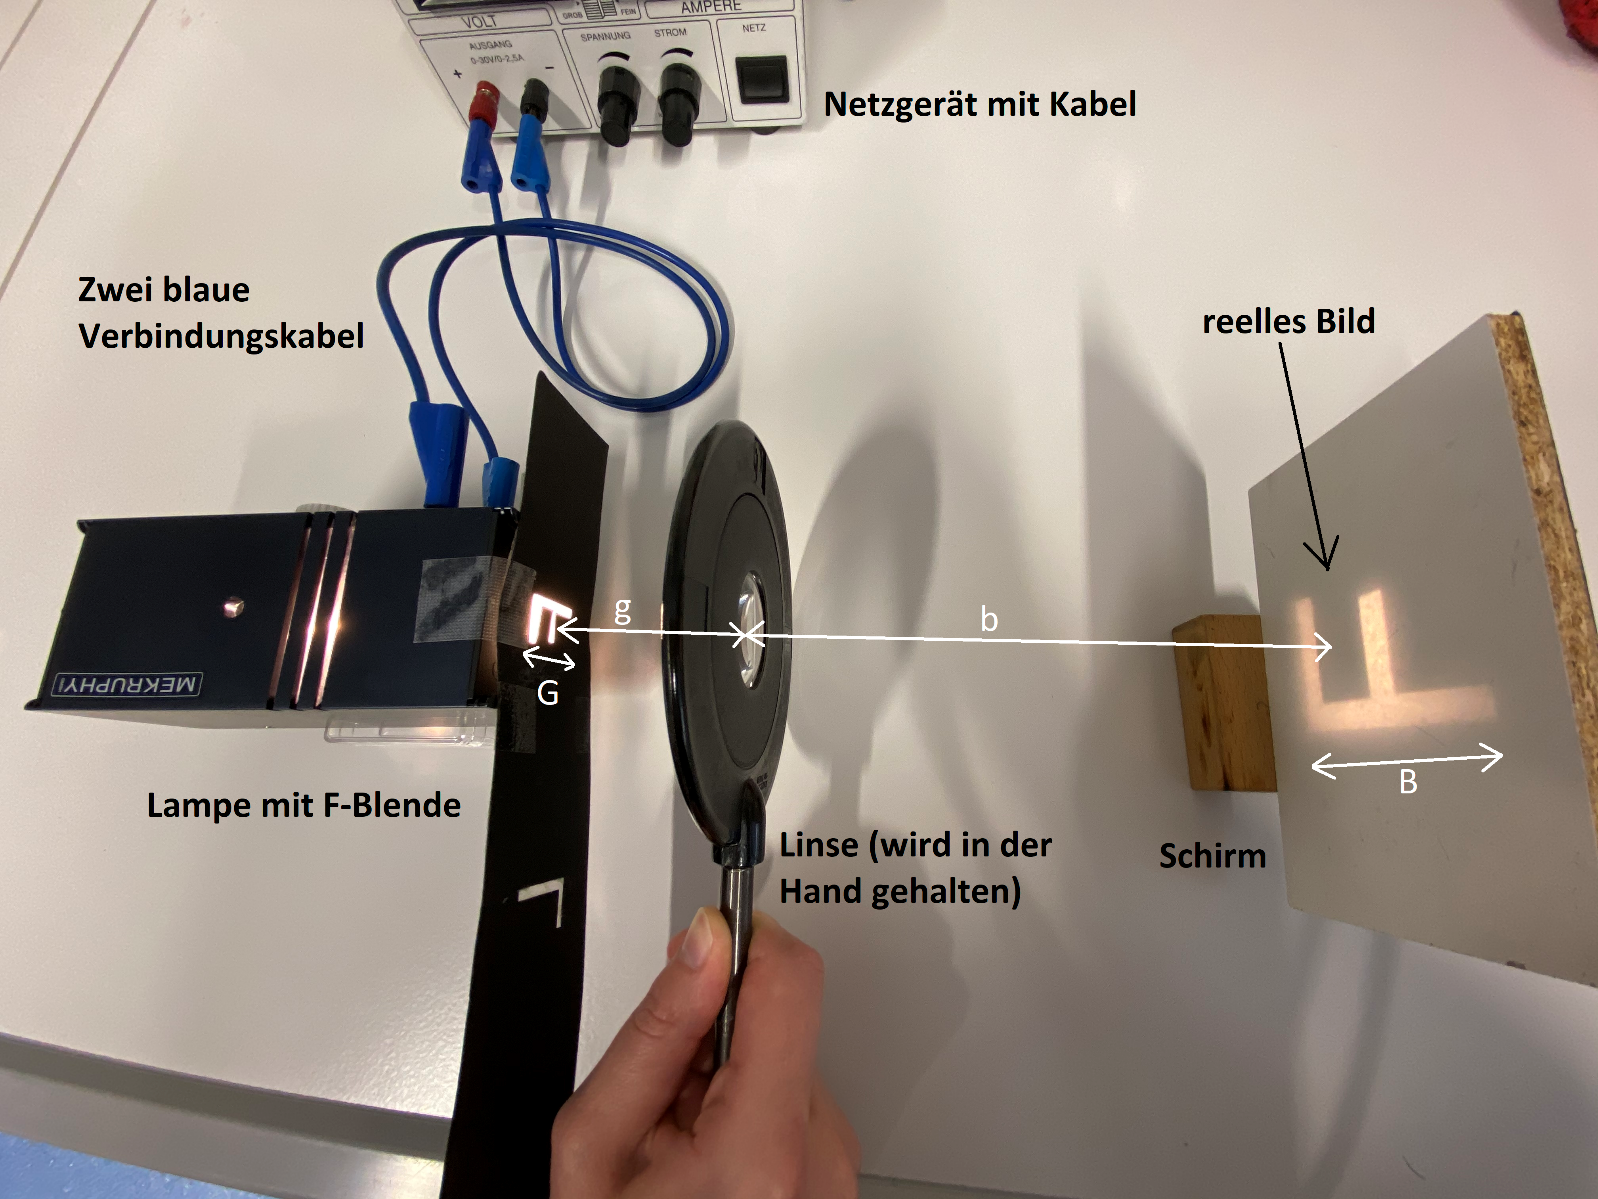 VOLT
GROB
FEIN
AMPERE
AUSGANG
0-30V/0-2,5A
+
−
SPANNUNG
STROM
NETZ
Netzgerät mit Kabel
Zwei blaue
Verbindungskabel
reelles Bild
g
b
G
MEKRUPHYI
B
Lampe mit F-Blende
Linse (wird in der
Hand gehalten)
Schirm